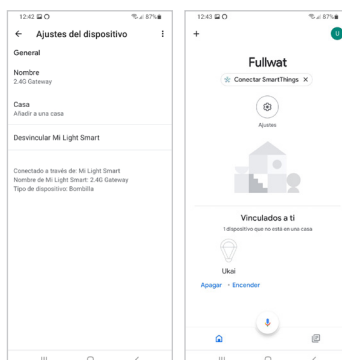 12:42
87%
← Ajustes del dispositivo
General
Nombre
2.4G Gateway
Casa
Añadir a una casa
Desvincular Mi Light Smart
Conectado a través de: Mi Light Smart
Nombre de Mi Light Smart: 2.4G Gateway
Tipo de dispositivo: Bombilla
12:43
87%
+
U
Fullwat
Conectar SmartThings ×
Ajustes
Vinculados a ti
1 dispositivo que no está en una casa
Ukai
Apagar • Encender